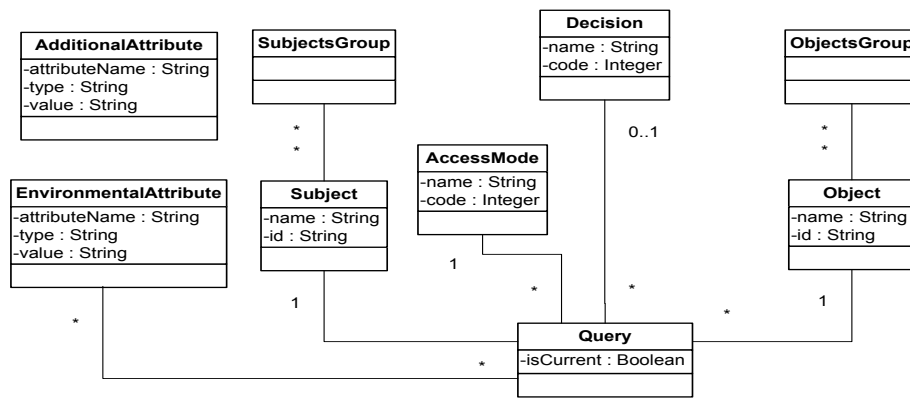 AdditionalAttribute
-attributeName : String
-type : String
-value : String
SubjectsGroup
Decision
-name : String
-code : Integer
ObjectsGroup
*
*
0..1
*
*
AccessMode
-name : String
-code : Integer
EnvironmentalAttribute
-attributeName : String
-type : String
-value : String
Subject
-name : String
-id : String
Object
-name : String
-id : String
1
*
*
1
*
1
*
*
Query
-isCurrent : Boolean
*